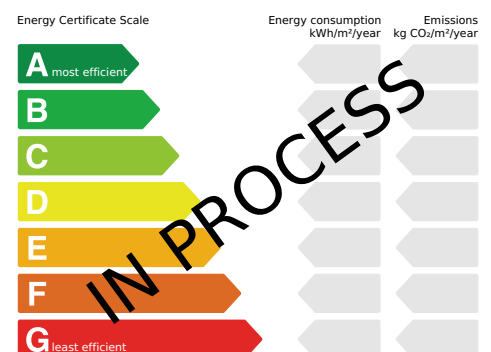 Energy Certificate Scale
Energy consumption
kWh/m²/year
Emissions
kg CO₂/m²/year
A most efficient
B
C
D
E
F
G least efficient
IN PROCESS